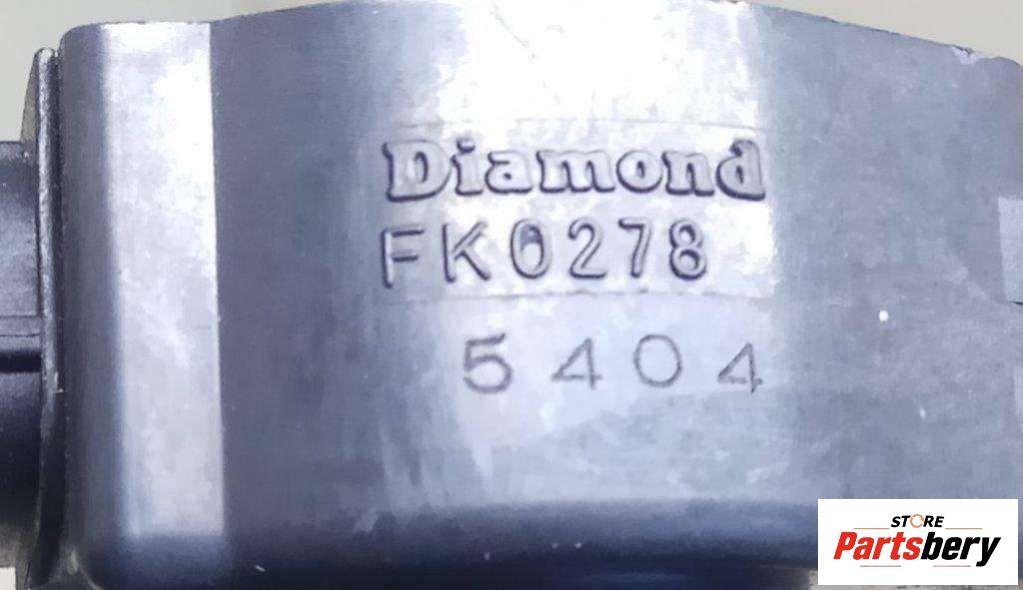 Diamond
FK0278
5404
STORE
Partsbery